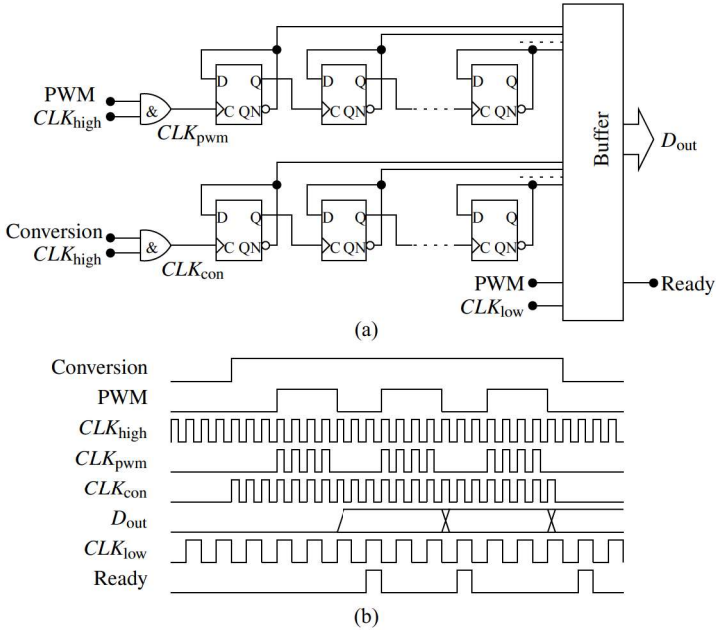 D Q D Q D Q
PWM
CLKhigh
& C QN C QN C QN
CLKpwm
Buffer
Dout
D Q D Q D Q
Conversion
CLKhigh
& C QN C QN C QN
CLKcon
PWM
CLKlow
Ready
(a)
Conversion
PWM
CLKhigh
CLKpwm
CLKcon
Dout
CLKlow
Ready
(b)